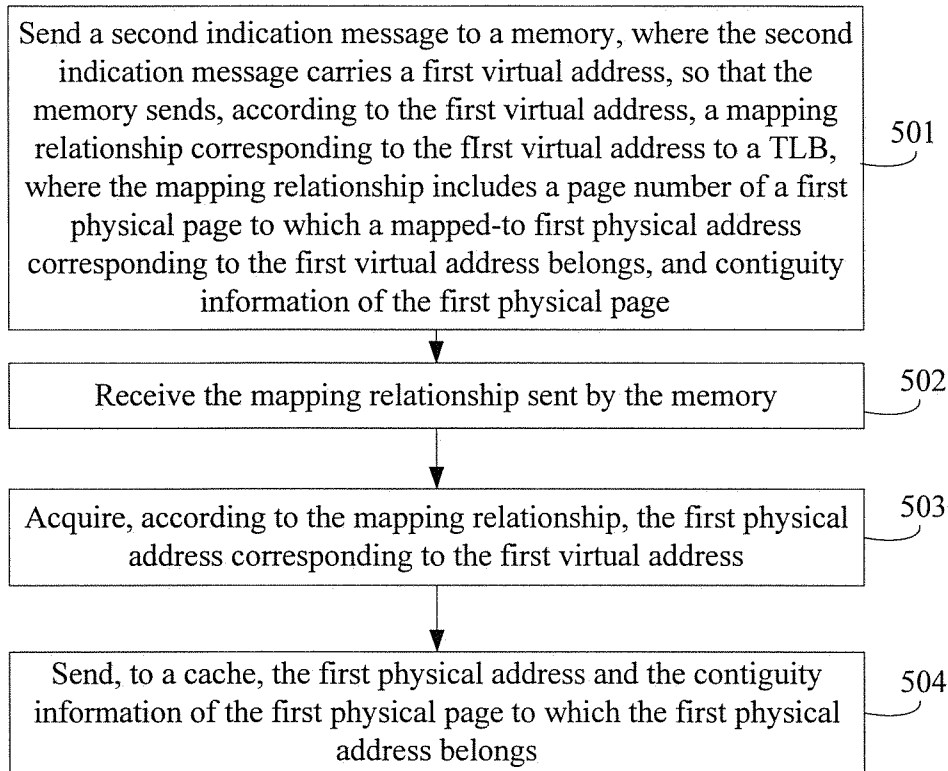 Send a second indication message to a memory, where the second
indication message carries a first virtual address, so that the
memory sends, according to the first virtual address, a mapping
relationship corresponding to the fIrst virtual address to a TLB,
where the mapping relationship includes a page number of a first
physical page to which a mapped-to first physical address
corresponding to the first virtual address belongs, and contiguity
information of the first physical page
501
Receive the mapping relationship sent by the memory
502
Acquire, according to the mapping relationship, the first physical
address corresponding to the first virtual address
503
Send, to a cache, the first physical address and the contiguity
information of the first physical page to which the first physical
address belongs
504